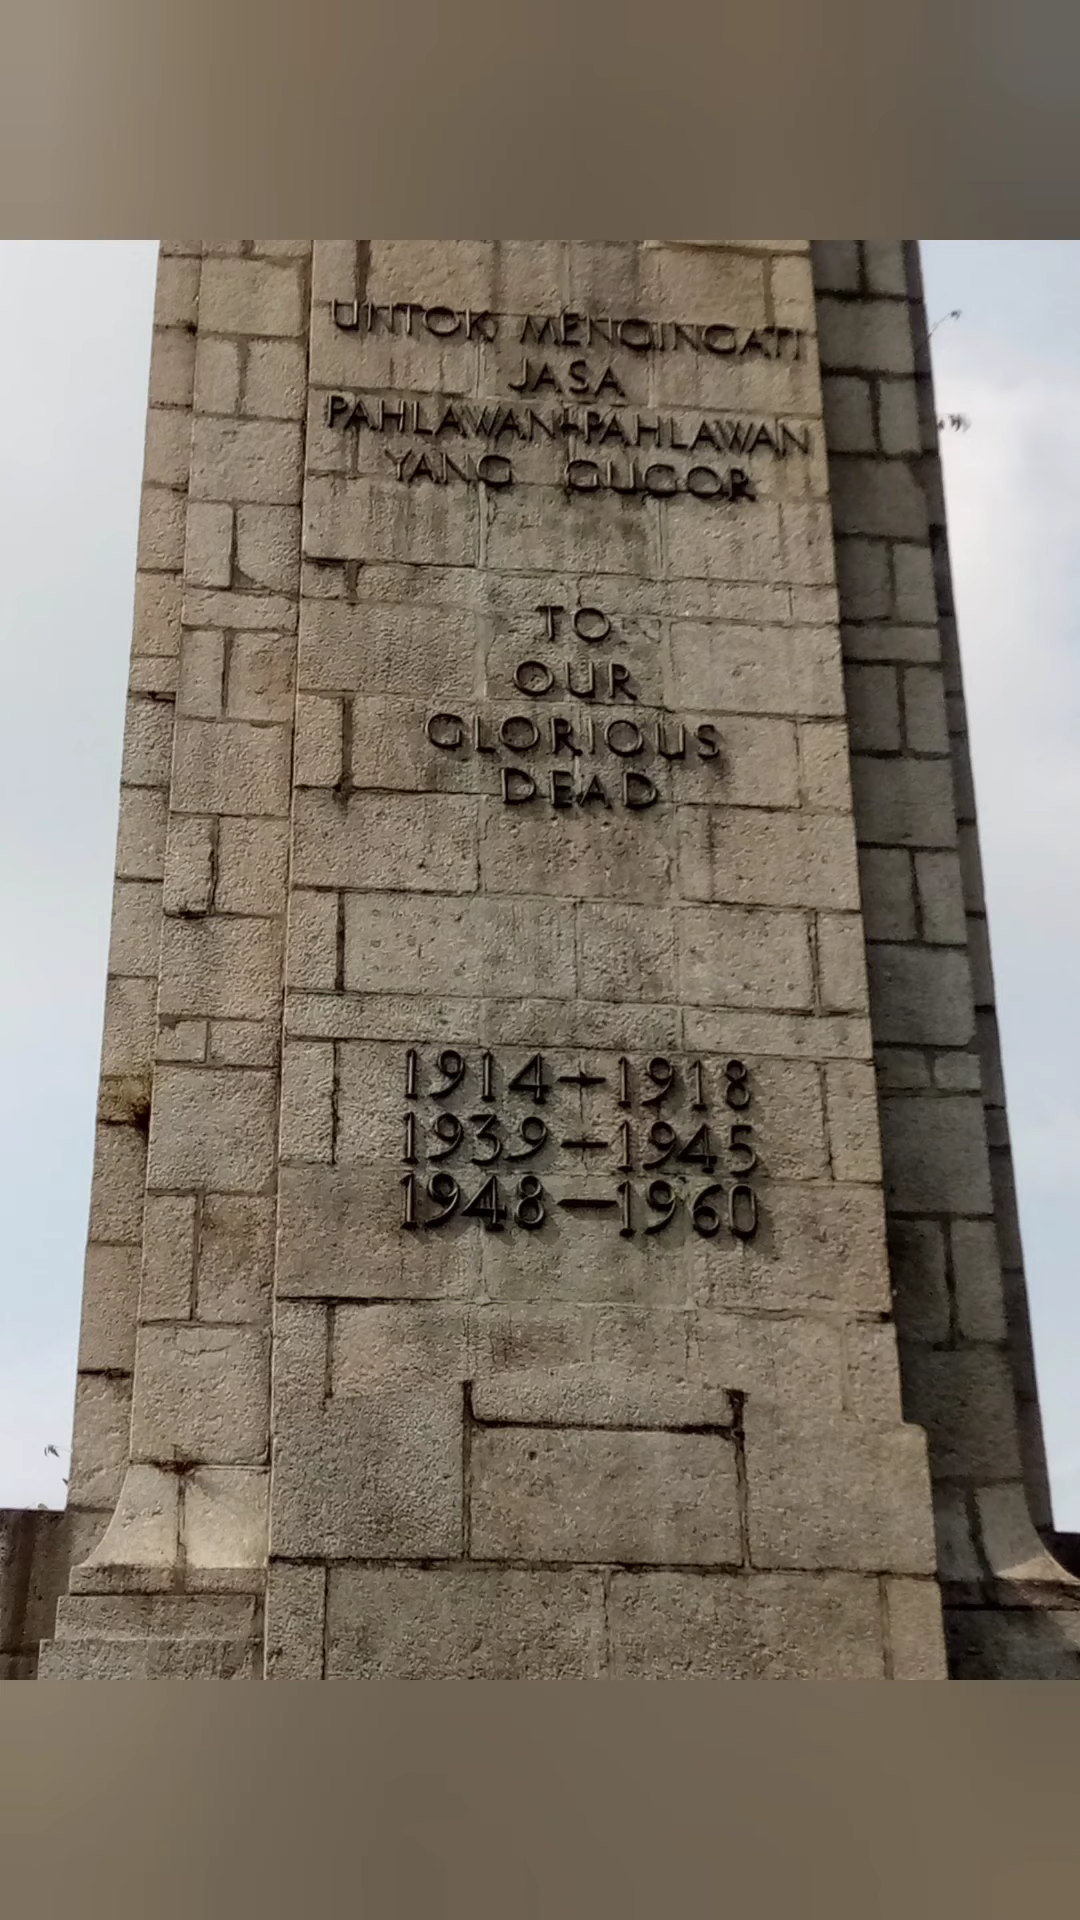 UNTOK MENGINGATI
JASA
PAHLAWAN-PAHLAWAN
YANG GUGOR
TO
OUR
GLORIOUS
DEAD
1914-1918
1939-1945
1948-1960